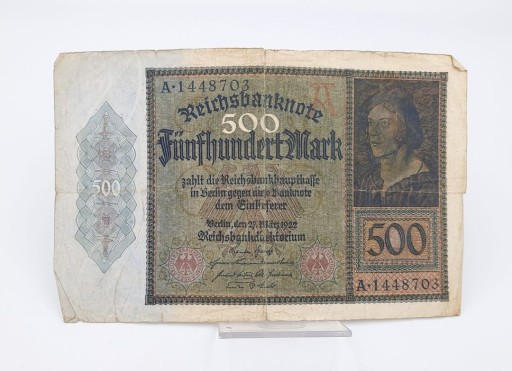 A·1448703
A
Reichsbanknote
500
Fünfhundert Mark
zahlt die Reichsbankhauptkasse
in Berlin gegen diese Banknote
dem Einlieferer
Berlin, den 27. März 1922
Reichsbankdirektorium
500
500
A·1448703